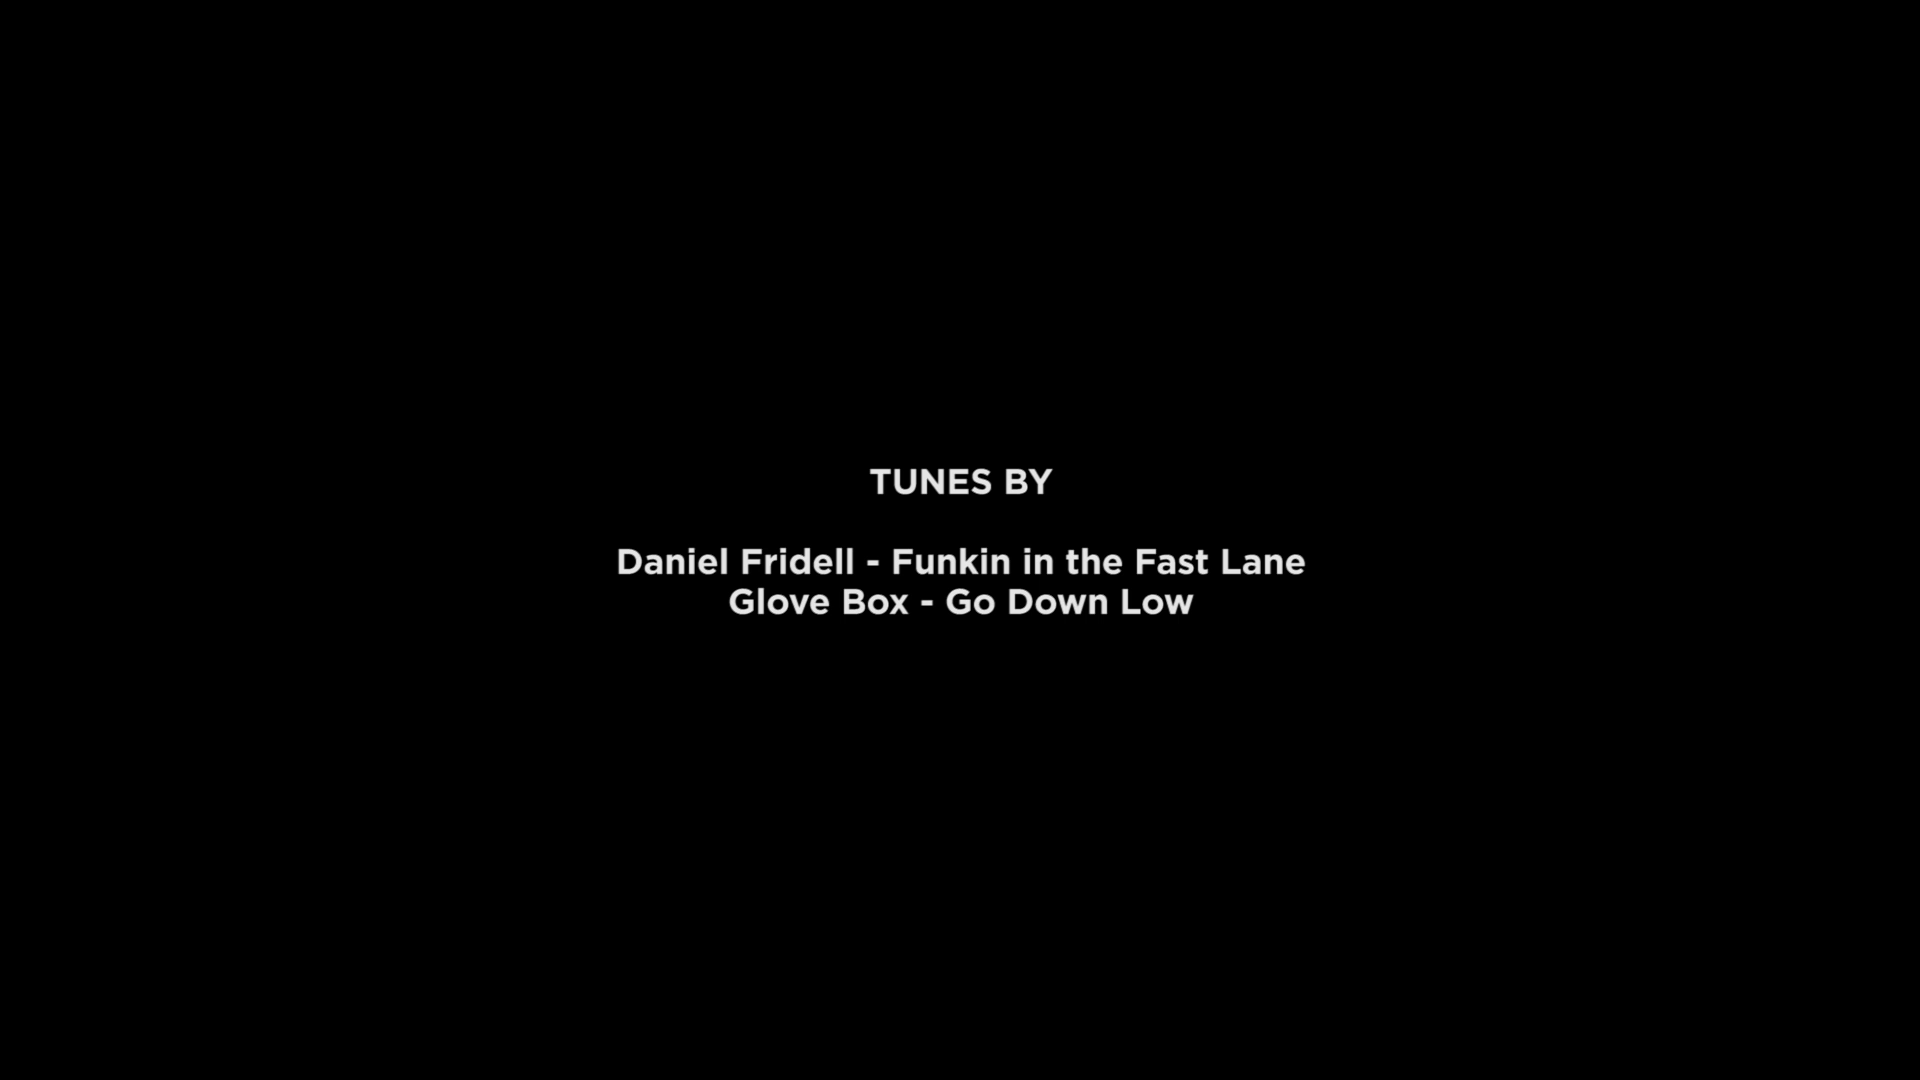 TUNES BY
Daniel Fridell - Funkin in the Fast Lane
Glove Box - Go Down Low